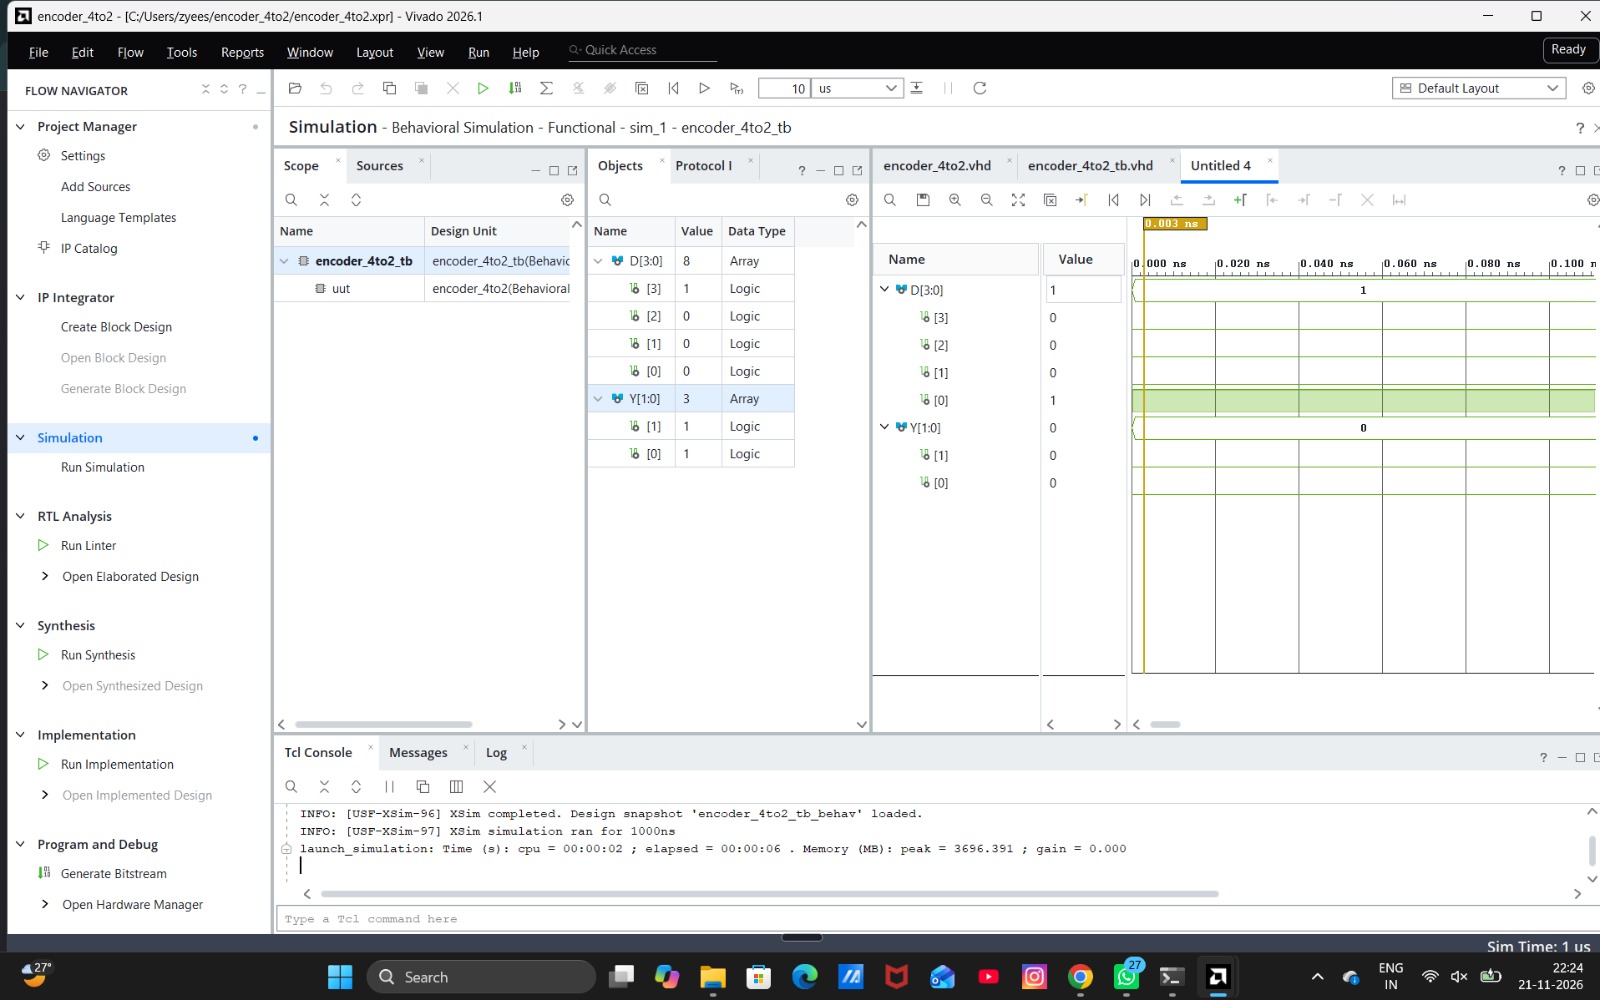 encoder_4to2 - [C:/Users/zyees/encoder_4to2/encoder_4to2.xpr] - Vivado 2026.1
File Edit Flow Tools Reports Window Layout View Run Help Quick Access Ready
FLOW NAVIGATOR
10 us Default Layout
Simulation - Behavioral Simulation - Functional - sim_1 - encoder_4to2_tb
Project Manager
Settings
Add Sources
Language Templates
IP Catalog
IP Integrator
Create Block Design
Open Block Design
Generate Block Design
Simulation
Run Simulation
RTL Analysis
Run Linter
Open Elaborated Design
Synthesis
Run Synthesis
Open Synthesized Design
Implementation
Run Implementation
Open Implemented Design
Program and Debug
Generate Bitstream
Open Hardware Manager
Scope Sources
Name Design Unit
encoder_4to2_tb encoder_4to2_tb(Behavic
uut encoder_4to2(Behavioral
Objects Protocol I
Name Value Data Type
D[3:0] 8 Array
[3] 1 Logic
[2] 0 Logic
[1] 0 Logic
[0] 0 Logic
Y[1:0] 3 Array
[1] 1 Logic
[0] 1 Logic
encoder_4to2.vhd encoder_4to2_tb.vhd Untitled 4
0.003 ns
Name Value 0.000 ns 0.020 ns 0.040 ns 0.060 ns 0.080 ns 0.100 n
D[3:0] 1 1
[3] 0
[2] 0
[1] 0
[0] 1
Y[1:0] 0 0
[1] 0
[0] 0
Tcl Console Messages Log
INFO: [USF-XSim-96] XSim completed. Design snapshot 'encoder_4to2_tb_behav' loaded.
INFO: [USF-XSim-97] XSim simulation ran for 1000ns
launch_simulation: Time (s): cpu = 00:00:02 ; elapsed = 00:00:06 . Memory (MB): peak = 3696.391 ; gain = 0.000
Type a Tcl command here
Sim Time: 1 us
27°
Search
27
ENG
IN
22:24
21-11-2026